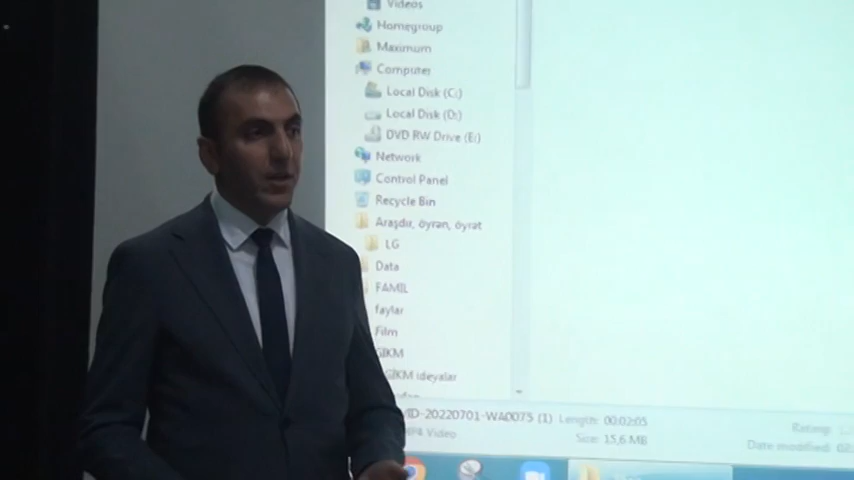 Videos
Homegroup
Maximum
Computer
Local Disk (C:)
Local Disk (D:)
DVD RW Drive (E:)
Network
Control Panel
Recycle Bin
Araşdır, öyrən, öyrət
LG
Data
FAMIL
faylar
Film
GİKM
GİKM ideyalar
VID-20220701-WA0075 (1) Length: 00:02:05 Rating:
MP4 Video Size: 15,6 MB Date modified: